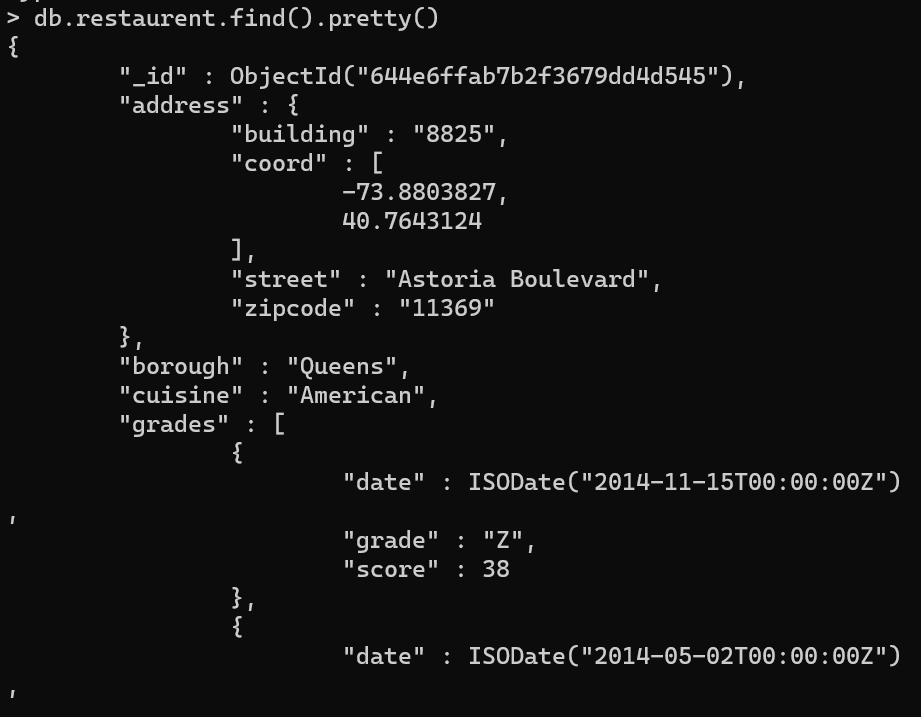 > db.restaurent.find().pretty()
{
        "_id" : ObjectId("644e6ffab7b2f3679dd4d545"),
        "address" : {
                "building" : "8825",
                "coord" : [
                        -73.8803827,
                        40.7643124
                ],
                "street" : "Astoria Boulevard",
                "zipcode" : "11369"
        },
        "borough" : "Queens",
        "cuisine" : "American",
        "grades" : [
                {
                        "date" : ISODate("2014-11-15T00:00:00Z")
,
                        "grade" : "Z",
                        "score" : 38
                },
                {
                        "date" : ISODate("2014-05-02T00:00:00Z")
,